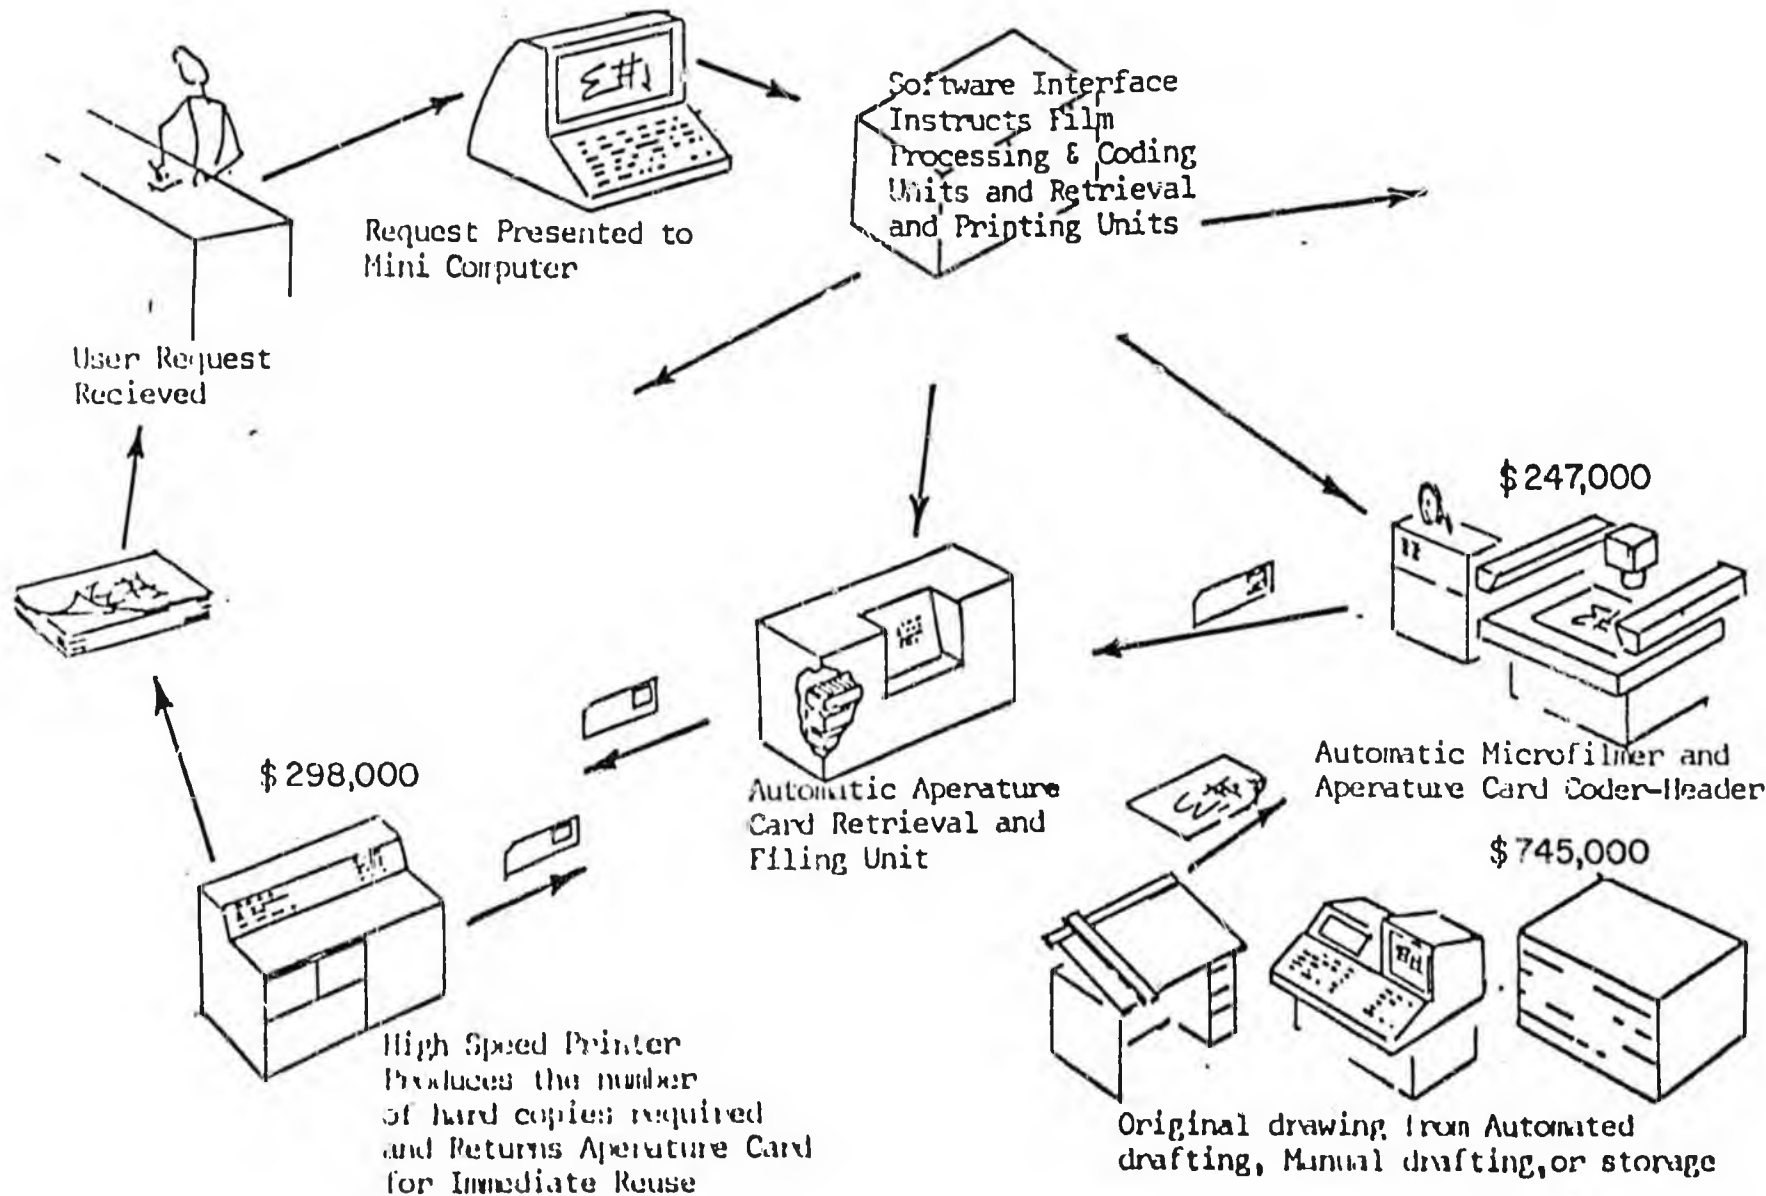 Software Interface
Instructs Film
Processing & Coding
Units and Retrieval
and Printing Units
Request Presented to
Mini Computer
User Request
Recieved
$247,000
Automatic Microfilmer and
Aperature Card Coder-Header
$298,000
Automatic Aperature
Card Retrieval and
Filing Unit
$745,000
High Speed Printer
Produces the number
of hard copies required
and Returns Aperature Card
for Immediate Reuse
Original drawing from Automated
drafting, Manual drafting, or storage